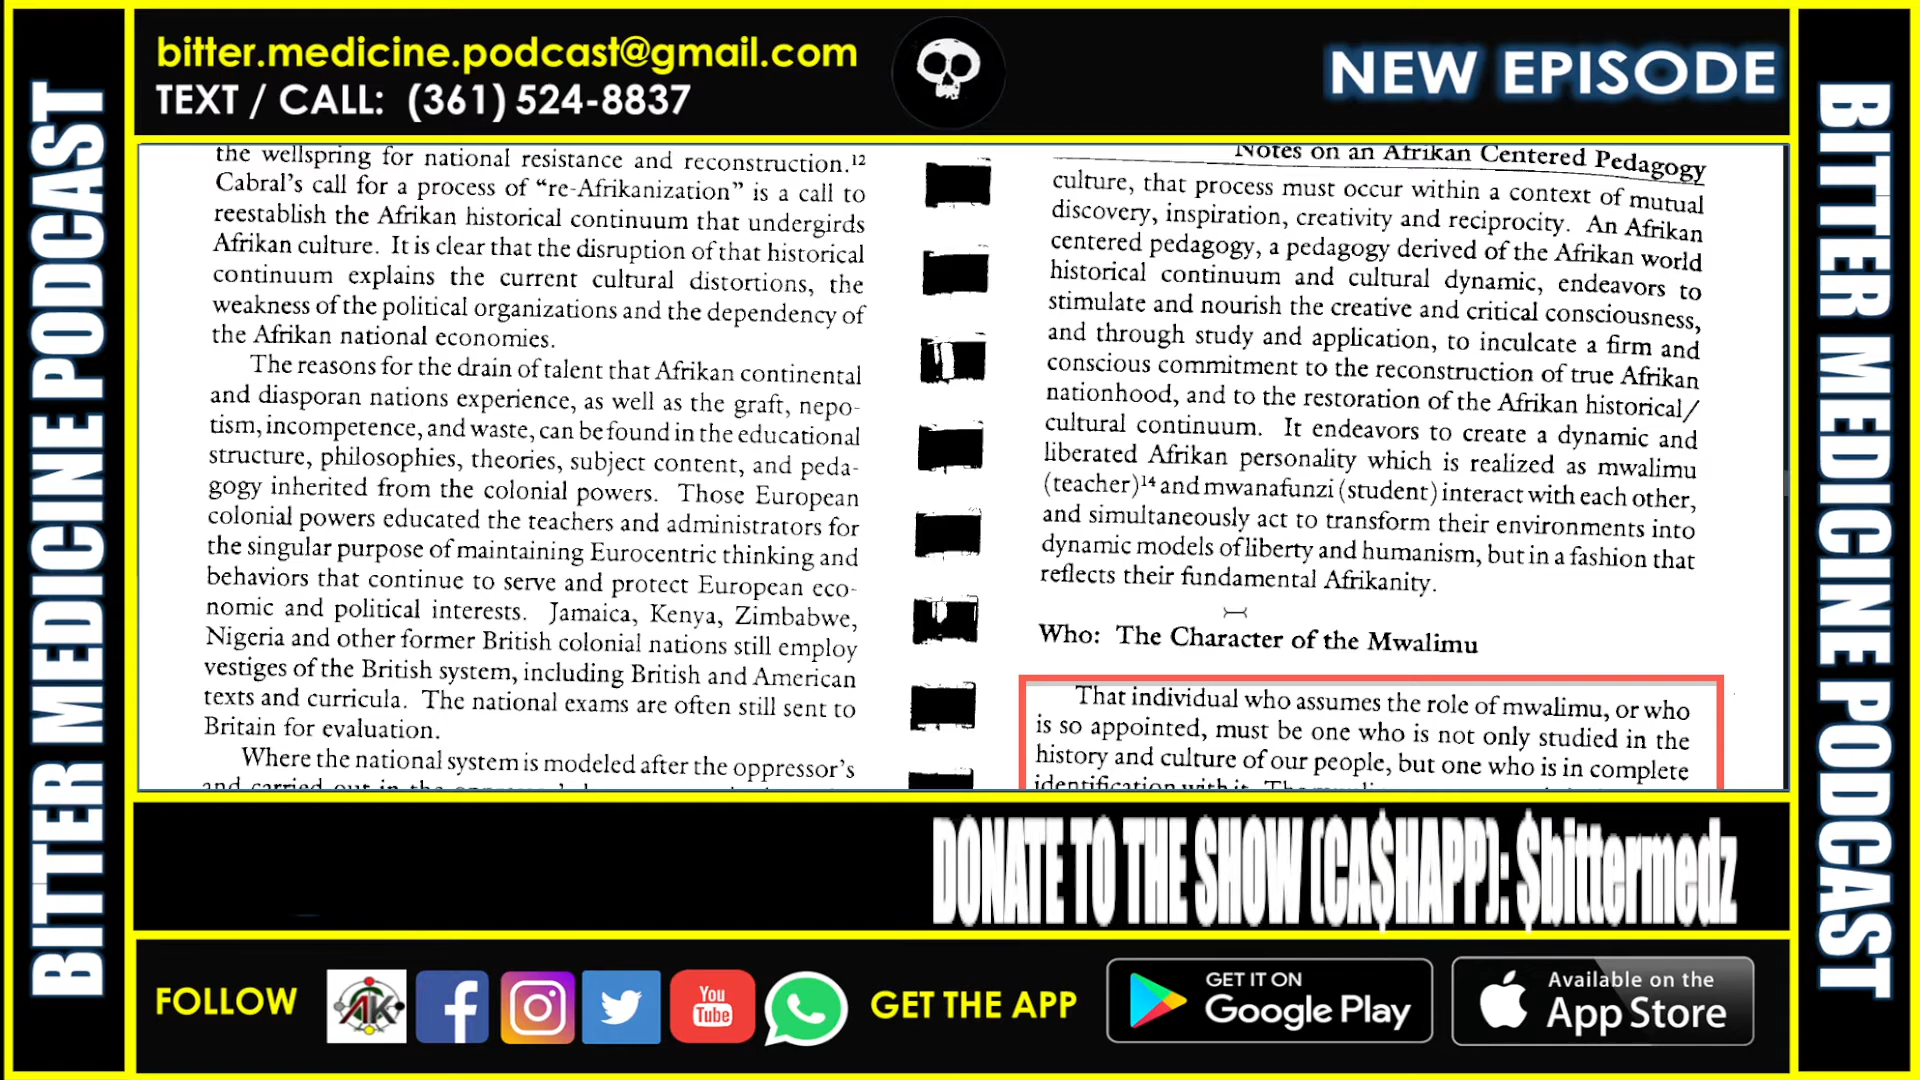 BITTER MEDICINE PODCAST
bitter.medicine.podcast@gmail.com
TEXT / CALL: (361) 524-8837
NEW EPISODE
the wellspring for national resistance and reconstruction.¹²
Cabral's call for a process of “re-Afrikanization” is a call to
reestablish the Afrikan historical continuum that undergirds
Afrikan culture. It is clear that the disruption of that historical
continuum explains the current cultural distortions, the
weakness of the political organizations and the dependency of
the Afrikan national economies.
The reasons for the drain of talent that Afrikan continental
and diasporan nations experience, as well as the graft, nepo-
tism, incompetence, and waste, can be found in the educational
structure, philosophies, theories, subject content, and peda-
gogy inherited from the colonial powers. Those European
colonial powers educated the teachers and administrators for
the singular purpose of maintaining Eurocentric thinking and
behaviors that continue to serve and protect European eco-
nomic and political interests. Jamaica, Kenya, Zimbabwe,
Nigeria and other former British colonial nations still employ
vestiges of the British system, including British and American
texts and curricula. The national exams are often still sent to
Britain for evaluation.
Where the national system is modeled after the oppressor's
and carried out in the
Notes on an Afrikan Centered Pedagogy
culture, that process must occur within a context of mutual
discovery, inspiration, creativity and reciprocity. An Afrikan
centered pedagogy, a pedagogy derived of the Afrikan world
historical continuum and cultural dynamic, endeavors to
stimulate and nourish the creative and critical consciousness,
and through study and application, to inculcate a firm and
conscious commitment to the reconstruction of true Afrikan
nationhood, and to the restoration of the Afrikan historical/
cultural continuum. It endeavors to create a dynamic and
liberated Afrikan personality which is realized as mwalimu
(teacher)¹⁴ and mwanafunzi (student) interact with each other,
and simultaneously act to transform their environments into
dynamic models of liberty and humanism, but in a fashion that
reflects their fundamental Afrikanity.
Who: The Character of the Mwalimu
That individual who assumes the role of mwalimu, or who
is so appointed, must be one who is not only studied in the
history and culture of our people, but one who is in complete
identification with it.
BITTER MEDICINE PODCAST
DONATE TO THE SHOW (CA$HAPP): $bittermedz
FOLLOW
AK
You
Tube
GET THE APP
GET IT ON
Google Play
Available on the
App Store